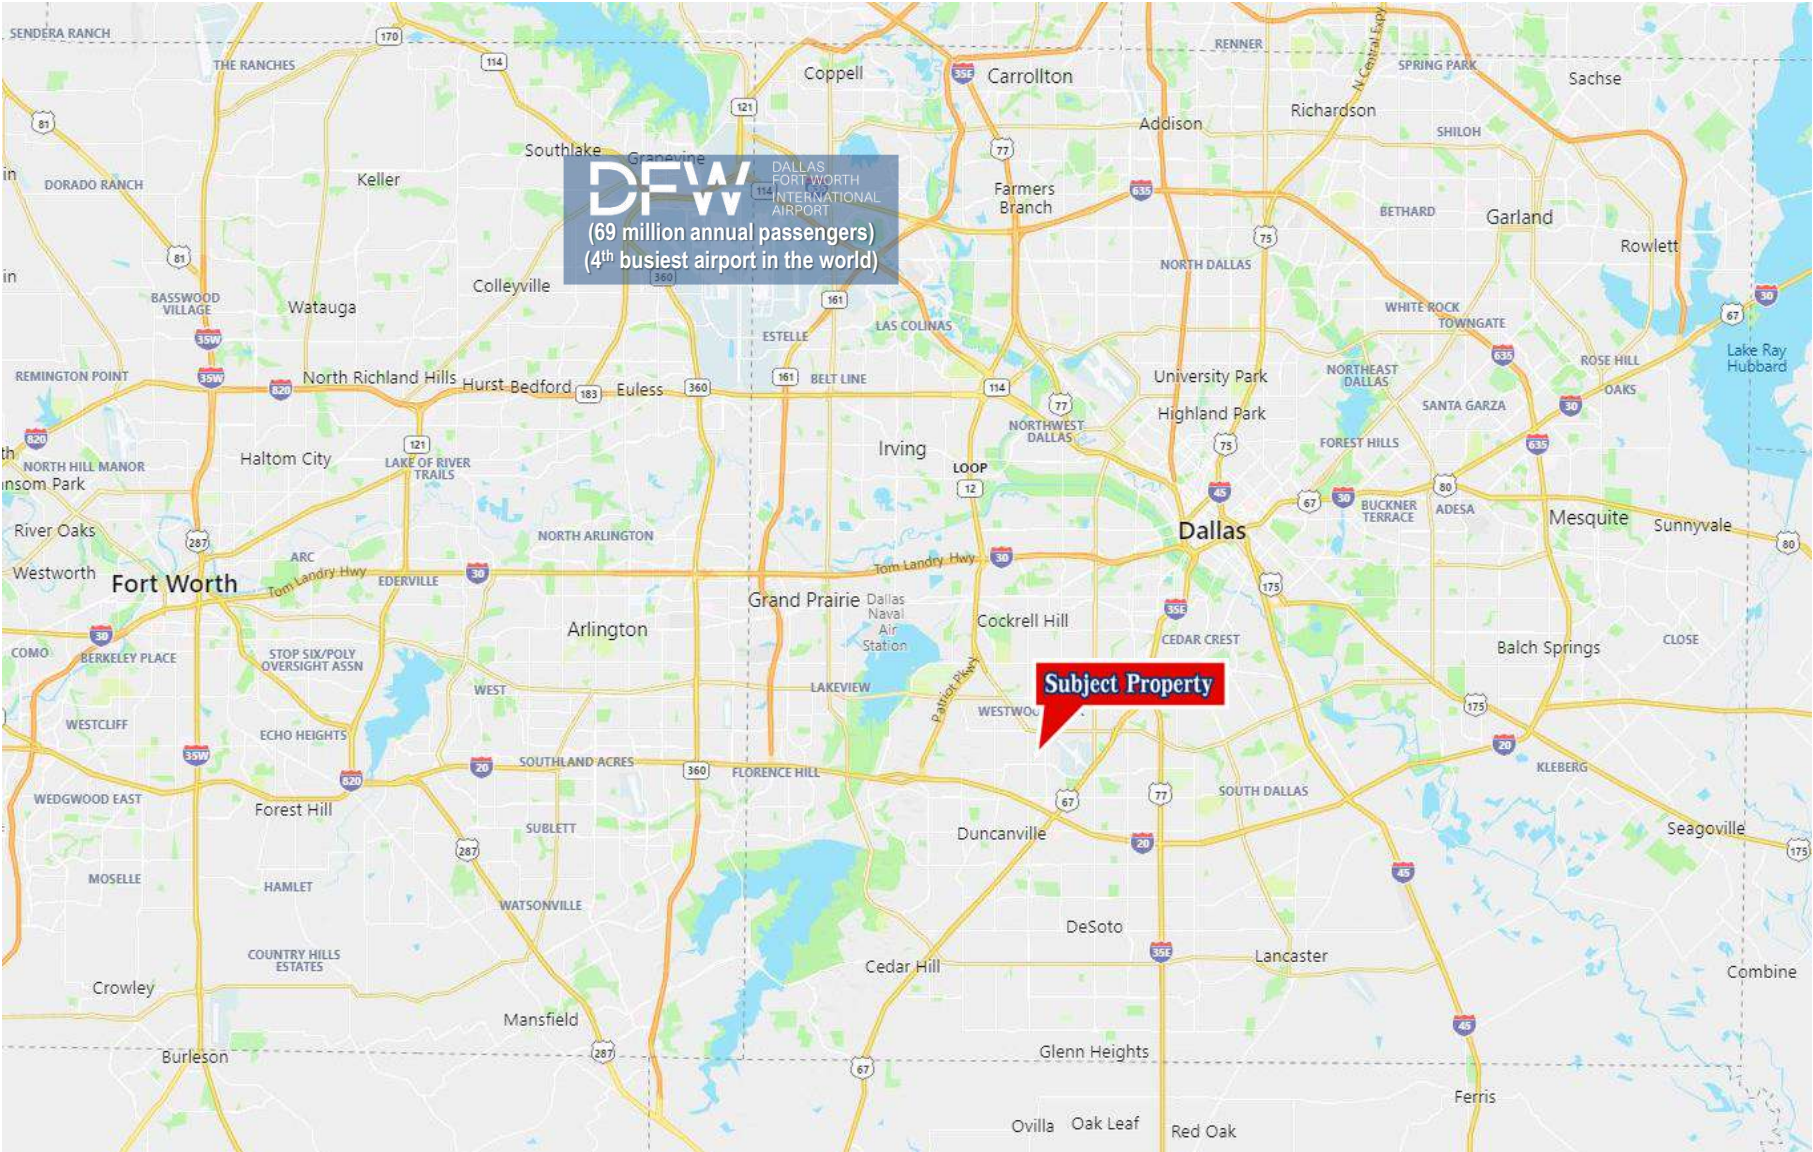 SENDERA RANCH
170
THE RANCHES
114
Coppell
35E
Carrollton
RENNER
N Central Expy
SPRING PARK
Sachse
81
121
Addison
Richardson
SHILOH
Southlake
Grapevine
77
in
DORADO RANCH
Keller
DFW
DALLAS
FORT WORTH
INTERNATIONAL
AIRPORT
114
(69 million annual passengers)
(4th busiest airport in the world)
Farmers
Branch
635
BETHARD
Garland
75
Rowlett
81
in
360
NORTH DALLAS
BASSWOOD
VILLAGE
Watauga
Colleyville
161
30
67
WHITE ROCK
TOWNGATE
35W
ESTELLE
LAS COLINAS
635
ROSE HILL
Lake Ray
Hubbard
REMINGTON POINT
35W
820
North Richland Hills
Hurst
Bedford
183
Euless
360
161
BELT LINE
114
University Park
NORTHEAST
DALLAS
OAKS
77
Highland Park
SANTA GARZA
30
820
121
NORTHWEST
DALLAS
75
FOREST HILLS
635
th
NORTH HILL MANOR
Haltom City
LAKE OF RIVER
TRAILS
Irving
LOOP
12
nsom Park
45
67
30
80
BUCKNER
TERRACE
ADESA
Mesquite
Sunnyvale
River Oaks
287
NORTH ARLINGTON
Dallas
80
ARC
Westworth
Fort Worth
Tom Landry Hwy
EDERVILLE
30
Tom Landry Hwy
30
175
Grand Prairie
Dallas
Naval
Air
Station
35E
30
Arlington
Cockrell Hill
CEDAR CREST
COMO
BERKELEY PLACE
STOP SIX/POLY
OVERSIGHT ASSN
Balch Springs
CLOSE
WEST
LAKEVIEW
Patriot Pkwy
Subject Property
WESTWOO
175
WESTCLIFF
ECHO HEIGHTS
35W
20
820
20
SOUTHLAND ACRES
360
FLORENCE HILL
KLEBERG
WEDGWOOD EAST
Forest Hill
67
77
SOUTH DALLAS
SUBLETT
Duncanville
20
Seagoville
287
175
MOSELLE
HAMLET
45
WATSONVILLE
DeSoto
COUNTRY HILLS
ESTATES
35E
Lancaster
Cedar Hill
Combine
Crowley
Mansfield
45
Burleson
287
67
Glenn Heights
Ferris
Ovilla
Oak Leaf
Red Oak